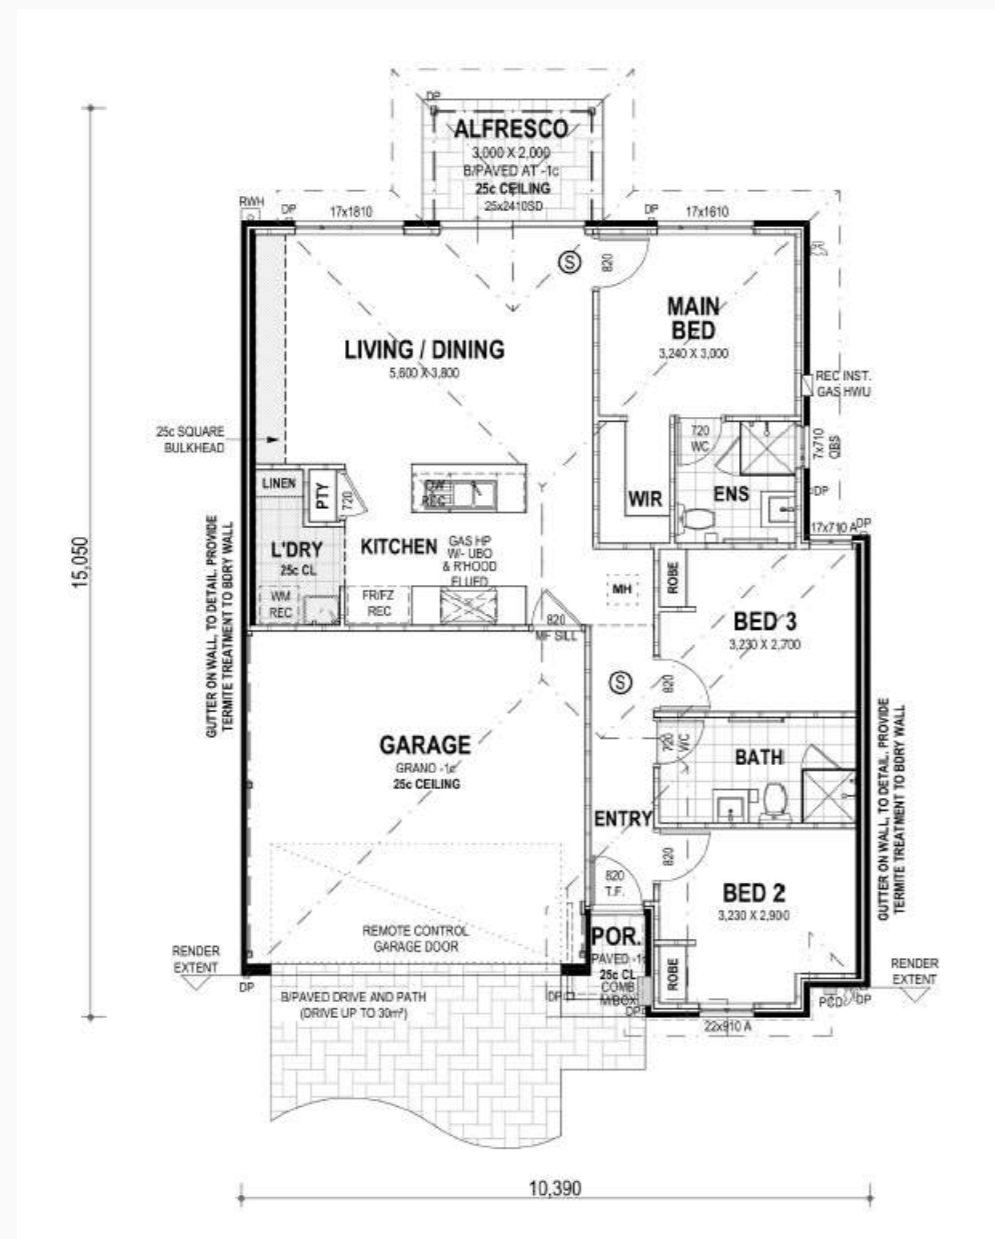 DP
ALFRESCO
3,000 X 2,000
B/PAVED AT -1c
25c CEILING
25x2410SD
RWH
DP
17x1810
DP
17x1610
S
820
MAIN
BED
3,240 X 3,000
LIVING / DINING
5,600 X 3,800
REC INST.
GAS HWU
25c SQUARE
BULKHEAD
720
WC
7x710
OBS
LINEN
PTY
720
REC
WIR
ENS
DP
17x710 A
DP
L'DRY
25c CL
KITCHEN
GAS HP
W/- UBO
& R'HOOD
FLUED
15,050
GUTTER ON WALL, TO DETAIL. PROVIDE
TERMITE TREATMENT TO BDRY WALL
WM
REC
FR/FZ
REC
MH
ROBE
BED 3
3,230 X 2,700
820
MF SILL
S
820
GARAGE
GRANO -1c
25c CEILING
720
WC
BATH
GUTTER ON WALL, TO DETAIL. PROVIDE
TERMITE TREATMENT TO BDRY WALL
ENTRY
820
820
T.F.
BED 2
3,230 X 2,900
REMOTE CONTROL
GARAGE DOOR
POR.
PAVED -1c
25c CL
COMB
M/BOX
ROBE
RENDER
EXTENT
RENDER
EXTENT
DP
B/PAVED DRIVE AND PATH
(DRIVE UP TO 30m²)
DP
DP
PCD
DP
22x910 A
10,390